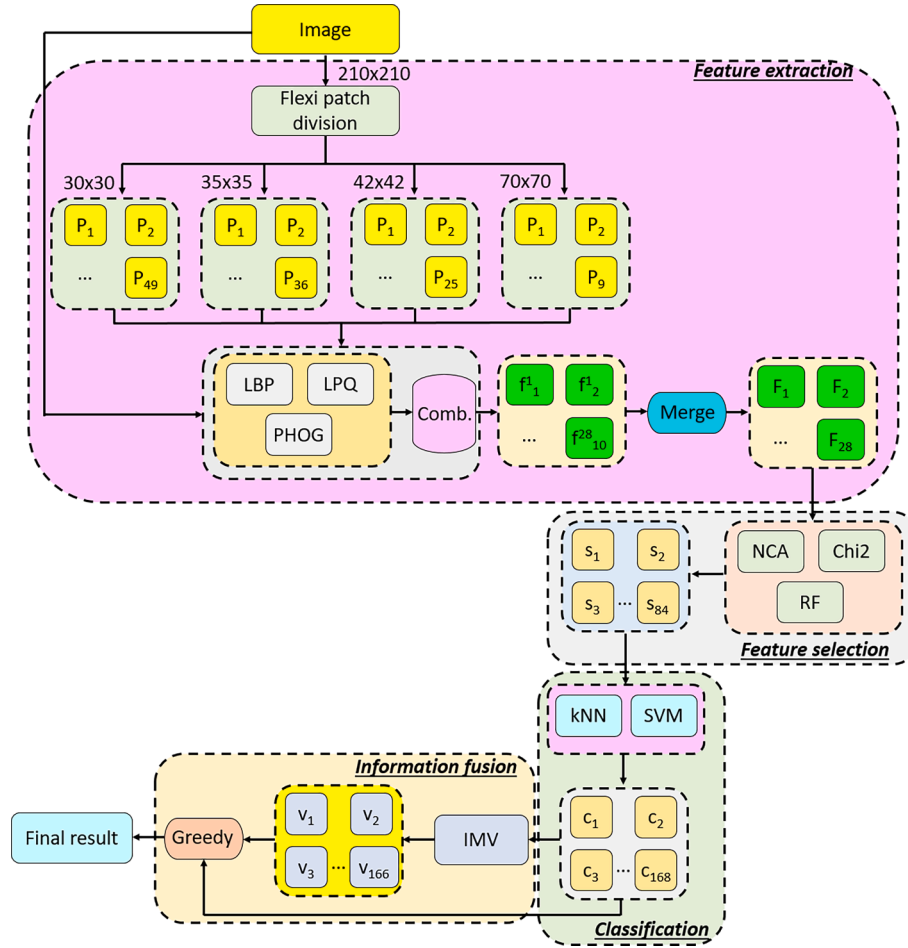 Image
210x210
Feature extraction
Flexi patch
division
30x30
35x35
42x42
70x70
P₁ P₂
... P₄₉
P₁ P₂
... P₃₆
P₁ P₂
... P₂₅
P₁ P₂
... P₉
LBP LPQ
PHOG
Comb.
f¹₁ f¹₂
... f²⁸₁₀
Merge
F₁ F₂
... F₂₈
NCA Chi2
RF
s₁ s₂
s₃ ... s₈₄
Feature selection
kNN SVM
Information fusion
c₁ c₂
c₃ ... c₁₆₈
Classification
IMV
v₁ v₂
v₃ ... v₁₆₆
Greedy
Final result